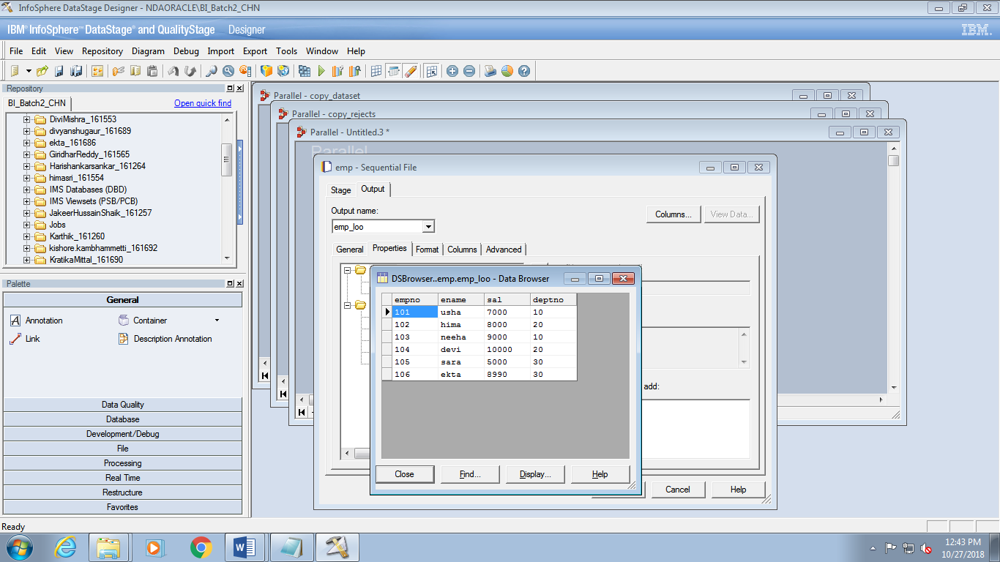 InfoSphere DataStage Designer - NDAORACLE\BI_Batch2_CHN
IBM® InfoSphere™ DataStage® and QualityStage Designer
IBM.
File Edit View Repository Diagram Debug Import Export Tools Window Help
Repository
BI_Batch2_CHN
Open quick find
DiviMishra_161553
divyanshugaur_161689
ekta_161686
GiridharReddy_161565
Harishankarsankar_161264
himasri_161554
IMS Databases (DBD)
IMS Viewsets (PSB/PCB)
JakeerHussainShaik_161257
Jobs
Karthik_161260
kishore.kambhammetti_161692
KratikaMittal_161690
Palette
General
Annotation
Container
Link
Description Annotation
Data Quality
Database
Development/Debug
File
Processing
Real Time
Restructure
Favorites
Parallel - copy_dataset
Parallel - copy_rejects
Parallel - Untitled.3 *
Parallel
emp - Sequential File
Stage Output
Output name:
emp_loo
Columns... View Data...
General Properties Format Columns Advanced
DSBrowser..emp.emp_loo - Data Browser
empno ename sal deptno
101 usha 7000 10
102 hima 8000 20
103 neeha 9000 10
104 devi 10000 20
105 sara 5000 30
106 ekta 8990 30
add:
Close Find... Display... Help
Cancel Help
Ready
12:43 PM
10/27/2018